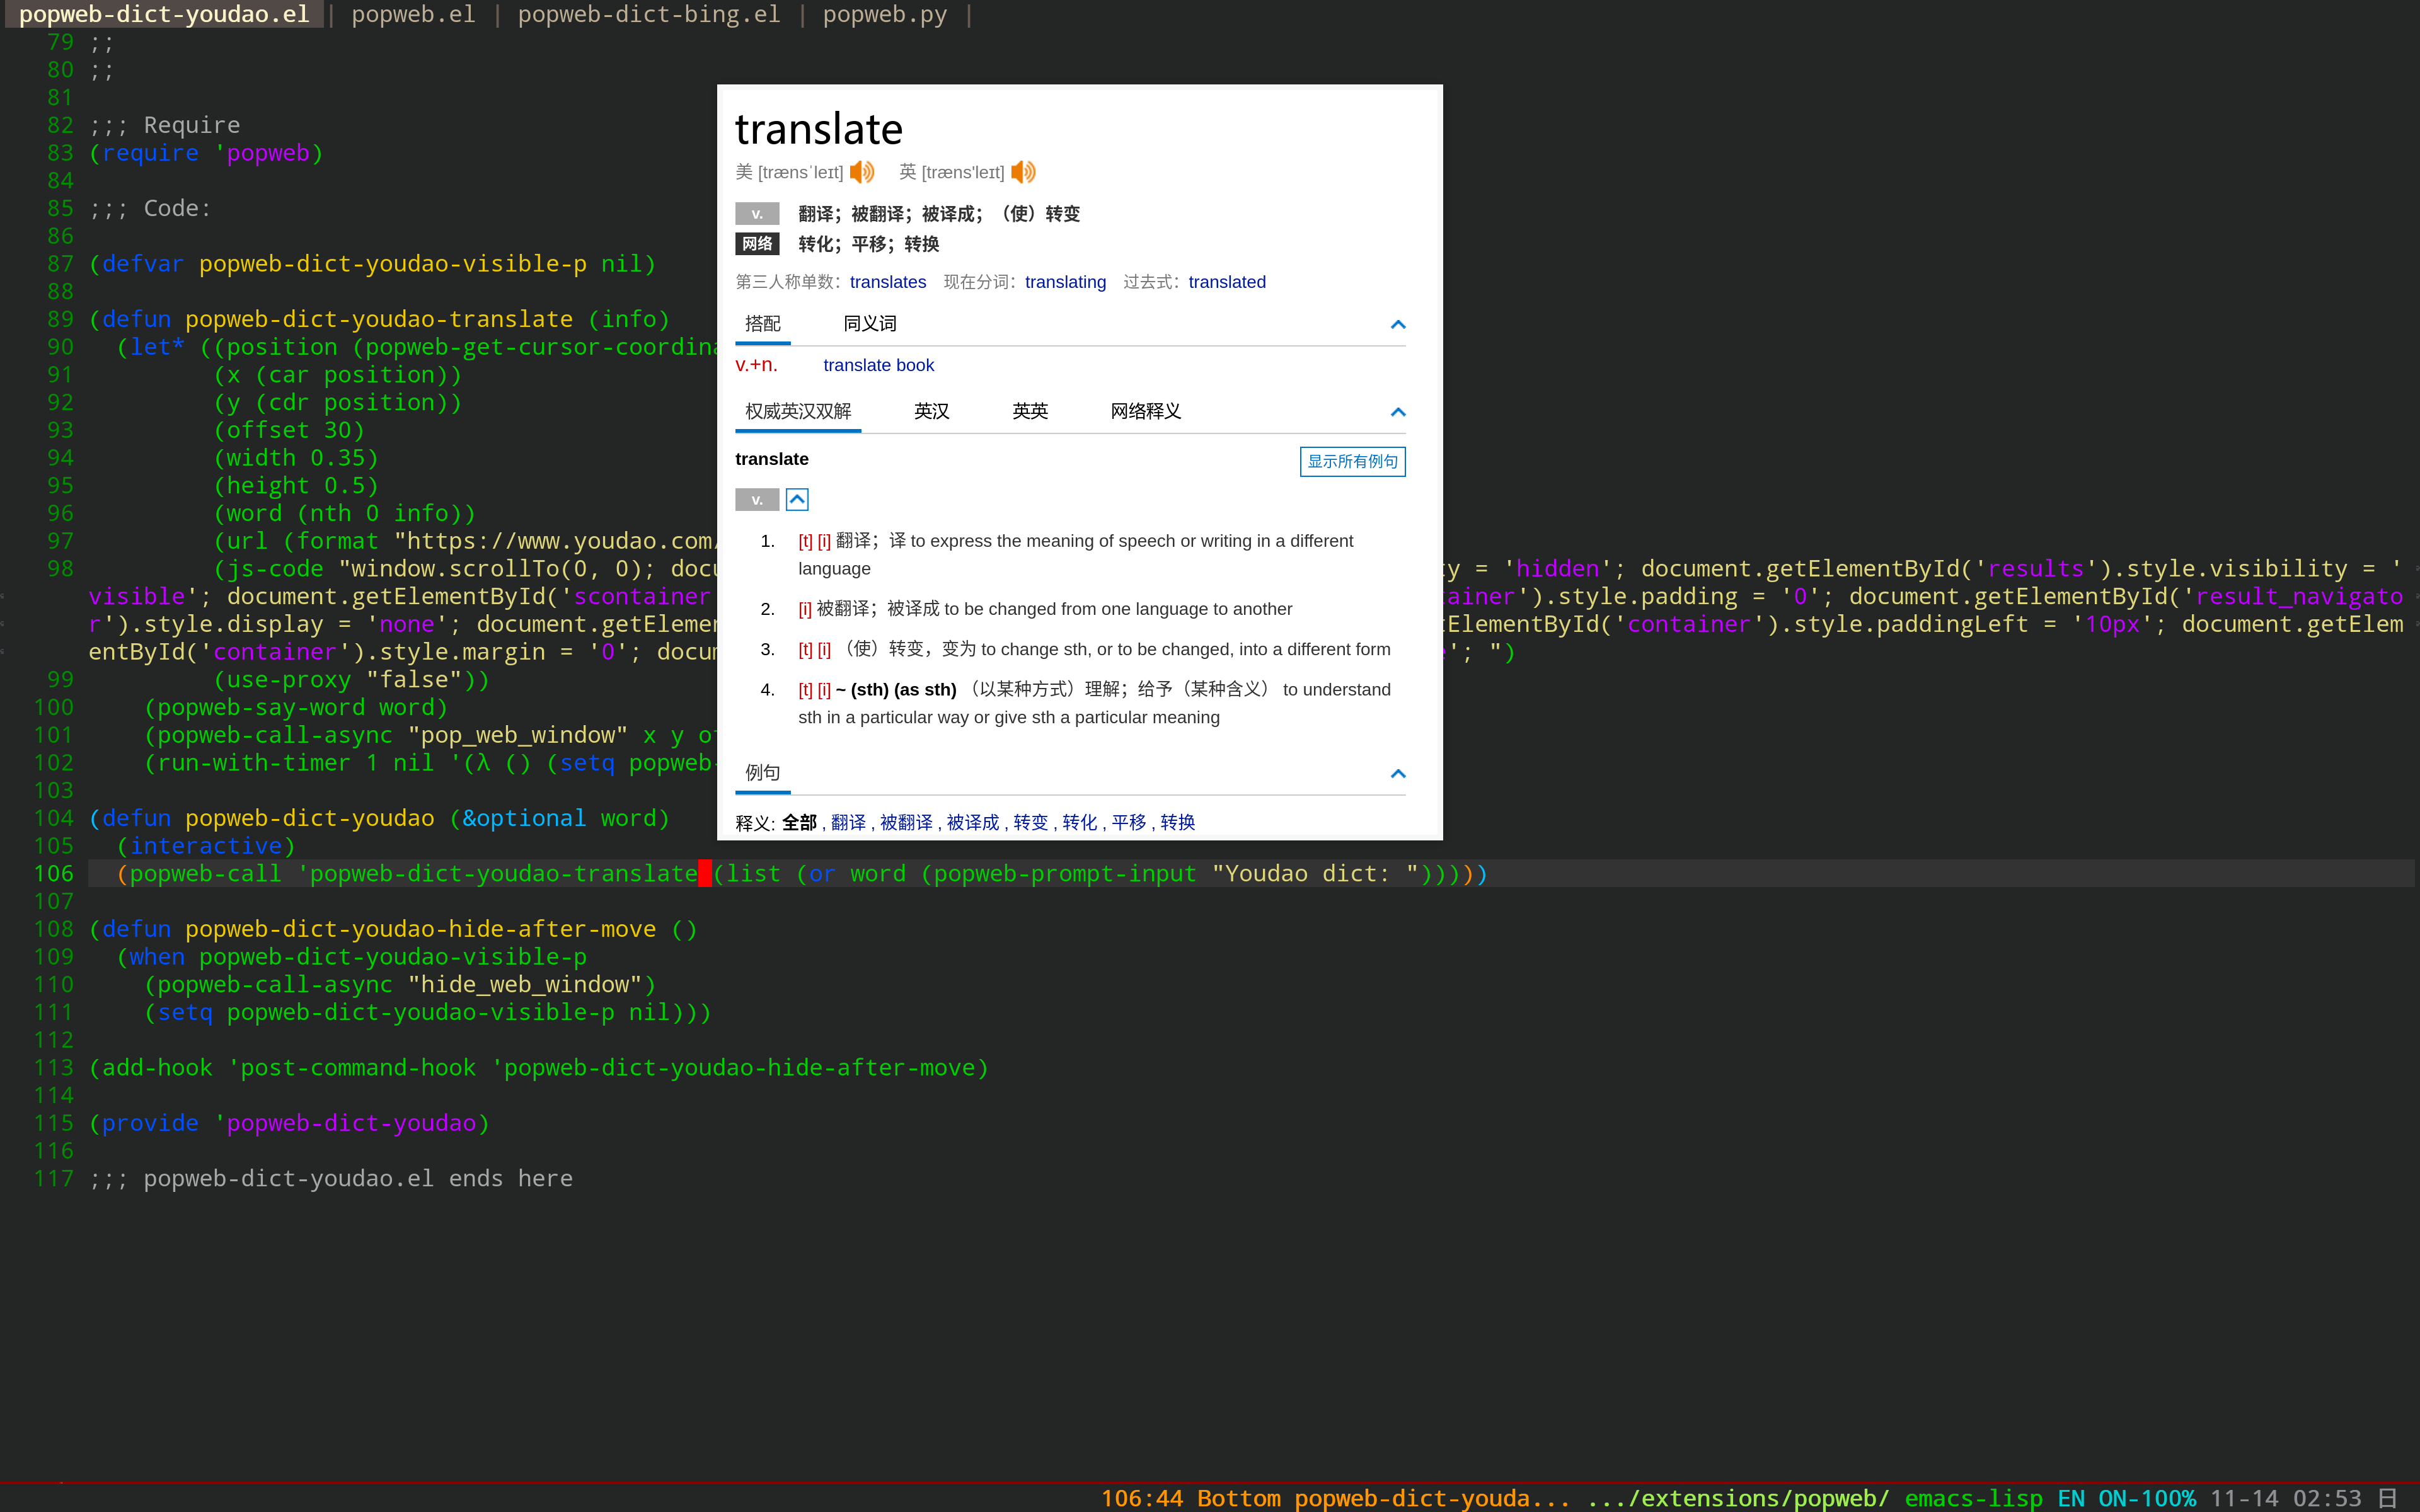 popweb-dict-youdao.el | popweb.el | popweb-dict-bing.el | popweb.py |
79 ;;
80 ;;
81
82 ;;; Require
83 (require 'popweb)
84
85 ;;; Code:
86
87 (defvar popweb-dict-youdao-visible-p nil)
88
89 (defun popweb-dict-youdao-translate (info)
90 (let* ((position (popweb-get-cursor-coordin
91 (x (car position))
92 (y (cdr position))
93 (offset 30)
94 (width 0.35)
95 (height 0.5)
96 (word (nth 0 info))
97 (url (format "https://www.youdao.com/
98 (js-code "window.scrollTo(0, 0); docu y = 'hidden'; document.getElementById('results').style.visibility = '
visible'; document.getElementById('scontainer ainer').style.padding = '0'; document.getElementById('result_navigato
r').style.display = 'none'; document.getElemen ElementById('container').style.paddingLeft = '10px'; document.getElem
entById('container').style.margin = '0'; docum '; ")
99 (use-proxy "false"))
100 (popweb-say-word word)
101 (popweb-call-async "pop_web_window" x y o
102 (run-with-timer 1 nil '(λ () (setq popweb-
103
104 (defun popweb-dict-youdao (&optional word)
105 (interactive)
106 (popweb-call 'popweb-dict-youdao-translate (list (or word (popweb-prompt-input "Youdao dict: ")))))
107
108 (defun popweb-dict-youdao-hide-after-move ()
109 (when popweb-dict-youdao-visible-p
110 (popweb-call-async "hide_web_window")
111 (setq popweb-dict-youdao-visible-p nil)))
112
113 (add-hook 'post-command-hook 'popweb-dict-youdao-hide-after-move)
114
115 (provide 'popweb-dict-youdao)
116
117 ;;; popweb-dict-youdao.el ends here
translate
美 [træns'leɪt] 英 [træns'leɪt]
v. 翻译；被翻译；被译成；（使）转变
网络 转化；平移；转换
第三人称单数：translates 现在分词：translating 过去式：translated
搭配 同义词
v.+n. translate book
权威英汉双解 英汉 英英 网络释义
translate 显示所有例句
v.
1. [t] [i] 翻译；译 to express the meaning of speech or writing in a different
language
2. [i] 被翻译；被译成 to be changed from one language to another
3. [t] [i] （使）转变，变为 to change sth, or to be changed, into a different form
4. [t] [i] ~ (sth) (as sth) （以某种方式）理解；给予（某种含义） to understand
sth in a particular way or give sth a particular meaning
例句
释义: 全部 , 翻译 , 被翻译 , 被译成 , 转变 , 转化 , 平移 , 转换
106:44 Bottom popweb-dict-youda... .../extensions/popweb/ emacs-lisp EN ON-100% 11-14 02:53 日